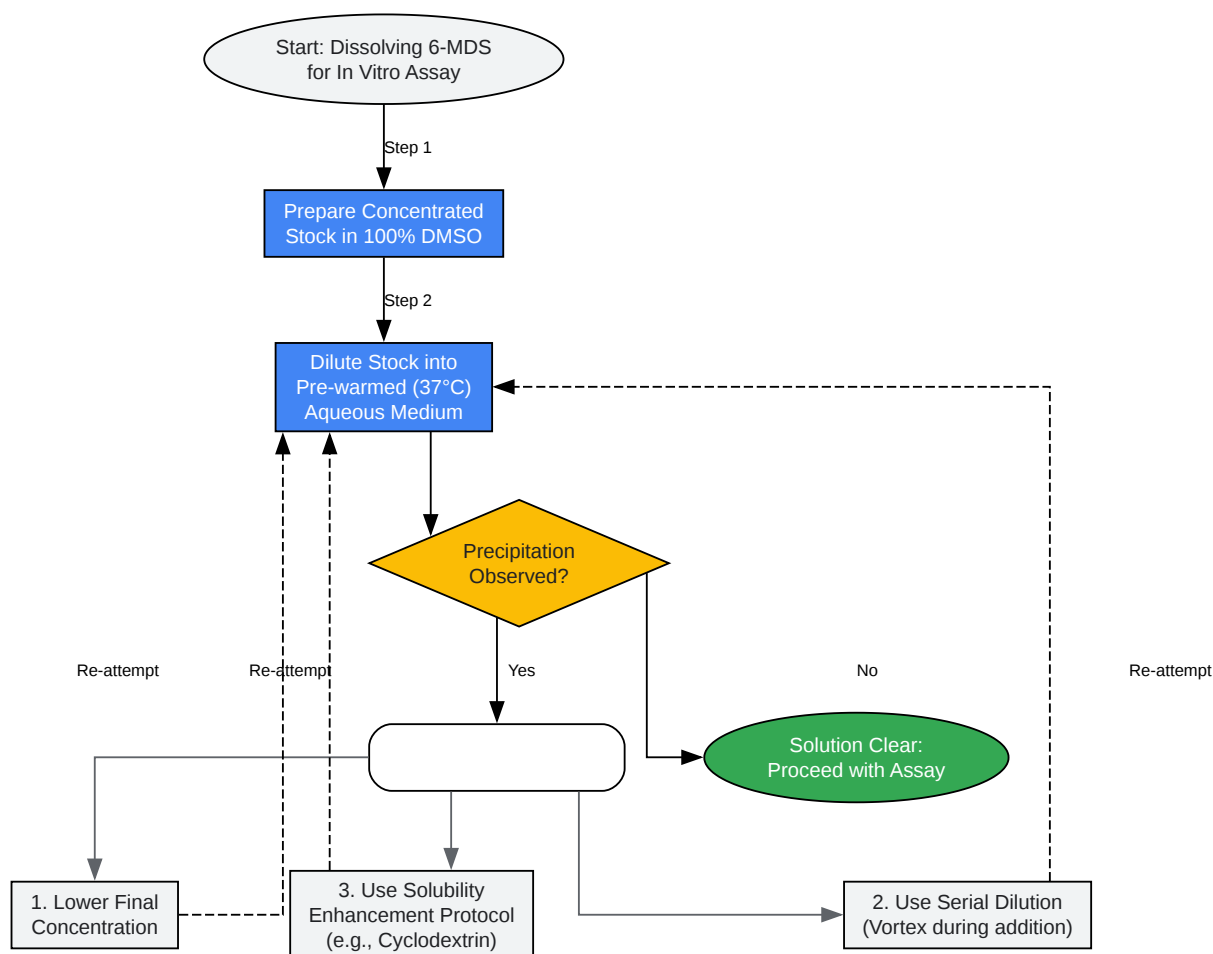 Start: Dissolving 6-MDS
for In Vitro Assay
Step 1
Prepare Concentrated
Stock in 100% DMSO
Step 2
Dilute Stock into
Pre-warmed (37°C)
Aqueous Medium
Precipitation
Observed?
Re-attempt
Re-attempt
Yes
No
Re-attempt
Solution Clear:
Proceed with Assay
1. Lower Final
Concentration
3. Use Solubility
Enhancement Protocol
(e.g., Cyclodextrin)
2. Use Serial Dilution
(Vortex during addition)